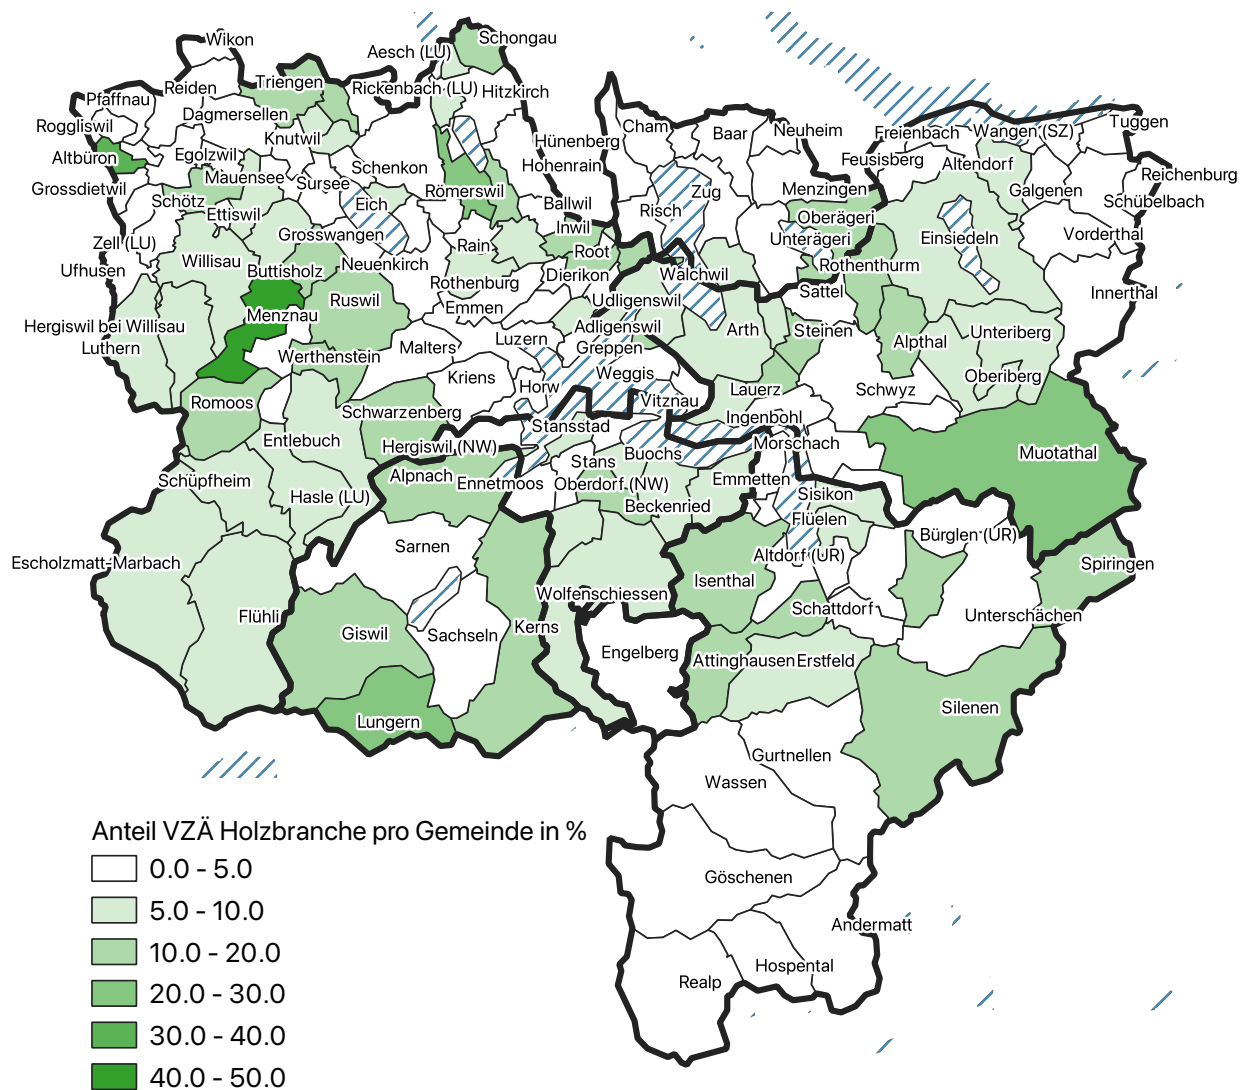 Wikon
Schongau
Aesch (LU)
Reiden
Triengen
Rickenbach (LU)
Hitzkirch
Pfaffnau
Dagmersellen
Roggliswil
Knutwil
Cham
Baar
Neuheim
Freienbach
Wangen (SZ)
Tuggen
Hünenberg
Altbüron
Egolzwil
Schenkon
Hohenrain
Feusisberg
Altendorf
Reichenburg
Mauensee
Sursee
Grossdietwil
Römerswil
Zug
Menzingen
Galgenen
Schübelbach
Schötz
Eich
Ballwil
Risch
Ettiswil
Inwil
Oberägeri
Grosswangen
Unterägeri
Einsiedeln
Vorderthal
Zell (LU)
Rain
Root
Willisau
Buttisholz
Neuenkirch
Rothenthurm
Ufhusen
Rothenburg
Dierikon
Walchwil
Sattel
Innerthal
Ruswil
Udligenswil
Menznau
Emmen
Hergiswil bei Willisau
Adligenswil
Arth
Steinen
Unteriberg
Luthern
Malters
Luzern
Greppen
Alpthal
Werthenstein
Kriens
Horw
Weggis
Oberiberg
Lauerz
Schwyz
Romoos
Vitznau
Schwarzenberg
Ingenbohl
Stansstad
Entlebuch
Hergiswil (NW)
Morschach
Buochs
Muotathal
Stans
Schüpfheim
Alpnach
Ennetmoos
Oberdorf (NW)
Emmetten
Hasle (LU)
Sisikon
Beckenried
Flüelen
Bürglen (UR)
Sarnen
Altdorf (UR)
Escholzmatt-Marbach
Spiringen
Isenthal
Wolfenschiessen
Schattdorf
Flühli
Unterschächen
Giswil
Sachseln
Kerns
Engelberg
Attinghausen
Erstfeld
Silenen
Lungern
Gurtnellen
Wassen
Göschenen
Andermatt
Hospental
Realp
Anteil VZÄ Holzbranche pro Gemeinde in %
0.0 - 5.0
5.0 - 10.0
10.0 - 20.0
20.0 - 30.0
30.0 - 40.0
40.0 - 50.0